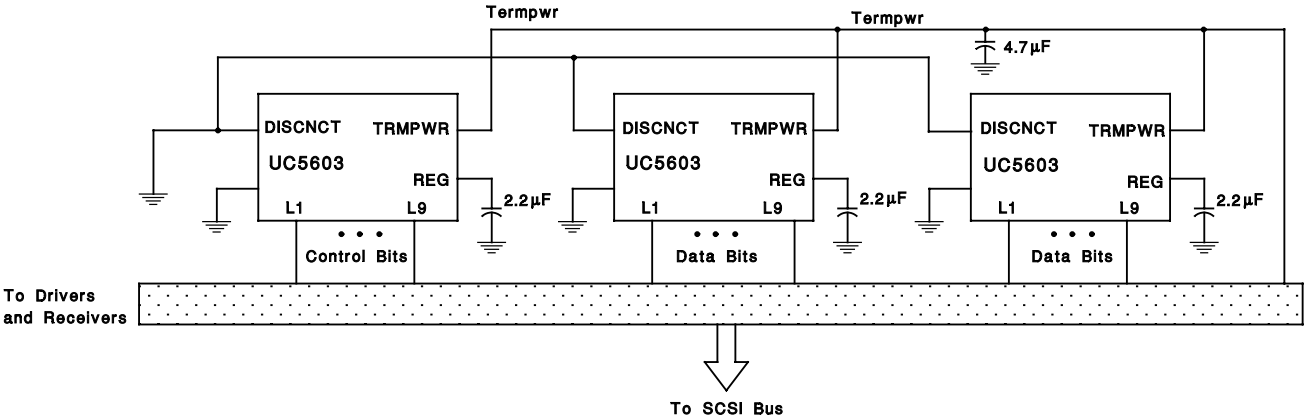 Termpwr
Termpwr
4.7µF
DISCNCT TRMPWR
UC5603
REG
2.2µF
L1 L9
• • •
Control Bits
DISCNCT TRMPWR
UC5603
REG
2.2µF
L1 L9
• • •
Data Bits
DISCNCT TRMPWR
UC5603
REG
2.2µF
L1 L9
• • •
Data Bits
To Drivers
and Receivers
To SCSI Bus